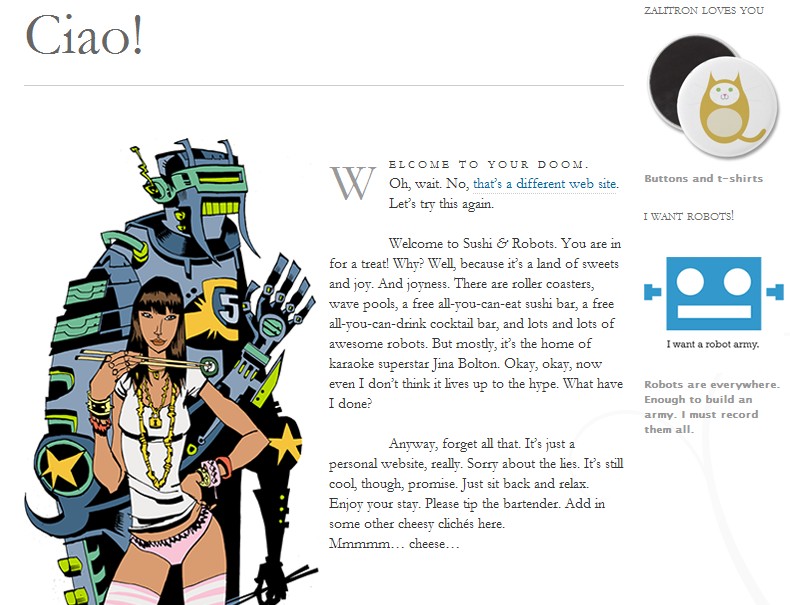 Ciao!
WELCOME TO YOUR DOOM.
Oh, wait. No, that's a different web site.
Let's try this again.
Welcome to Sushi & Robots. You are in
for a treat! Why? Well, because it's a land of sweets
and joy. And joyness. There are roller coasters,
wave pools, a free all-you-can-eat sushi bar, a free
all-you-can-drink cocktail bar, and lots and lots of
awesome robots. But mostly, it's the home of
karaoke superstar Jina Bolton. Okay, okay, now
even I don't think it lives up to the hype. What have
I done?
Anyway, forget all that. It's just a
personal website, really. Sorry about the lies. It's still
cool, though, promise. Just sit back and relax.
Enjoy your stay. Please tip the bartender. Add in
some other cheesy clichés here.
Mmmmm… cheese…
5
ZALITRON LOVES YOU
Buttons and t-shirts
I WANT ROBOTS!
I want a robot army.
Robots are everywhere.
Enough to build an
army. I must record
them all.